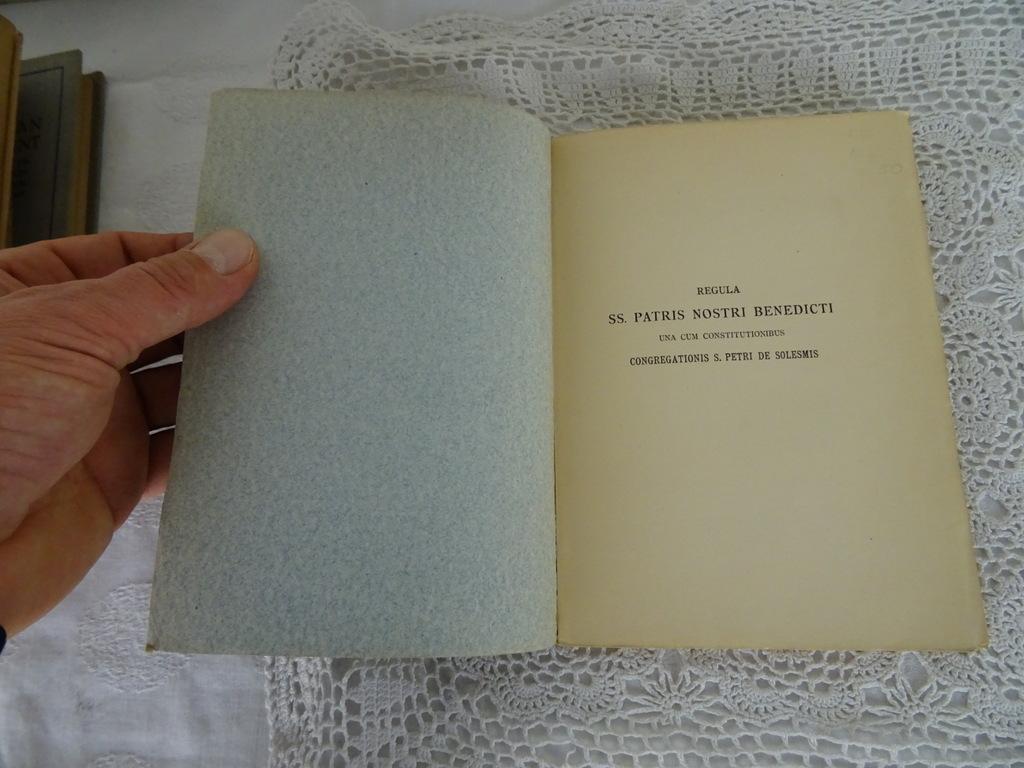 REGULA
SS. PATRIS NOSTRI BENEDICTI
UNA CUM CONSTITUTIONIBUS
CONGREGATIONIS S. PETRI DE SOLESMIS